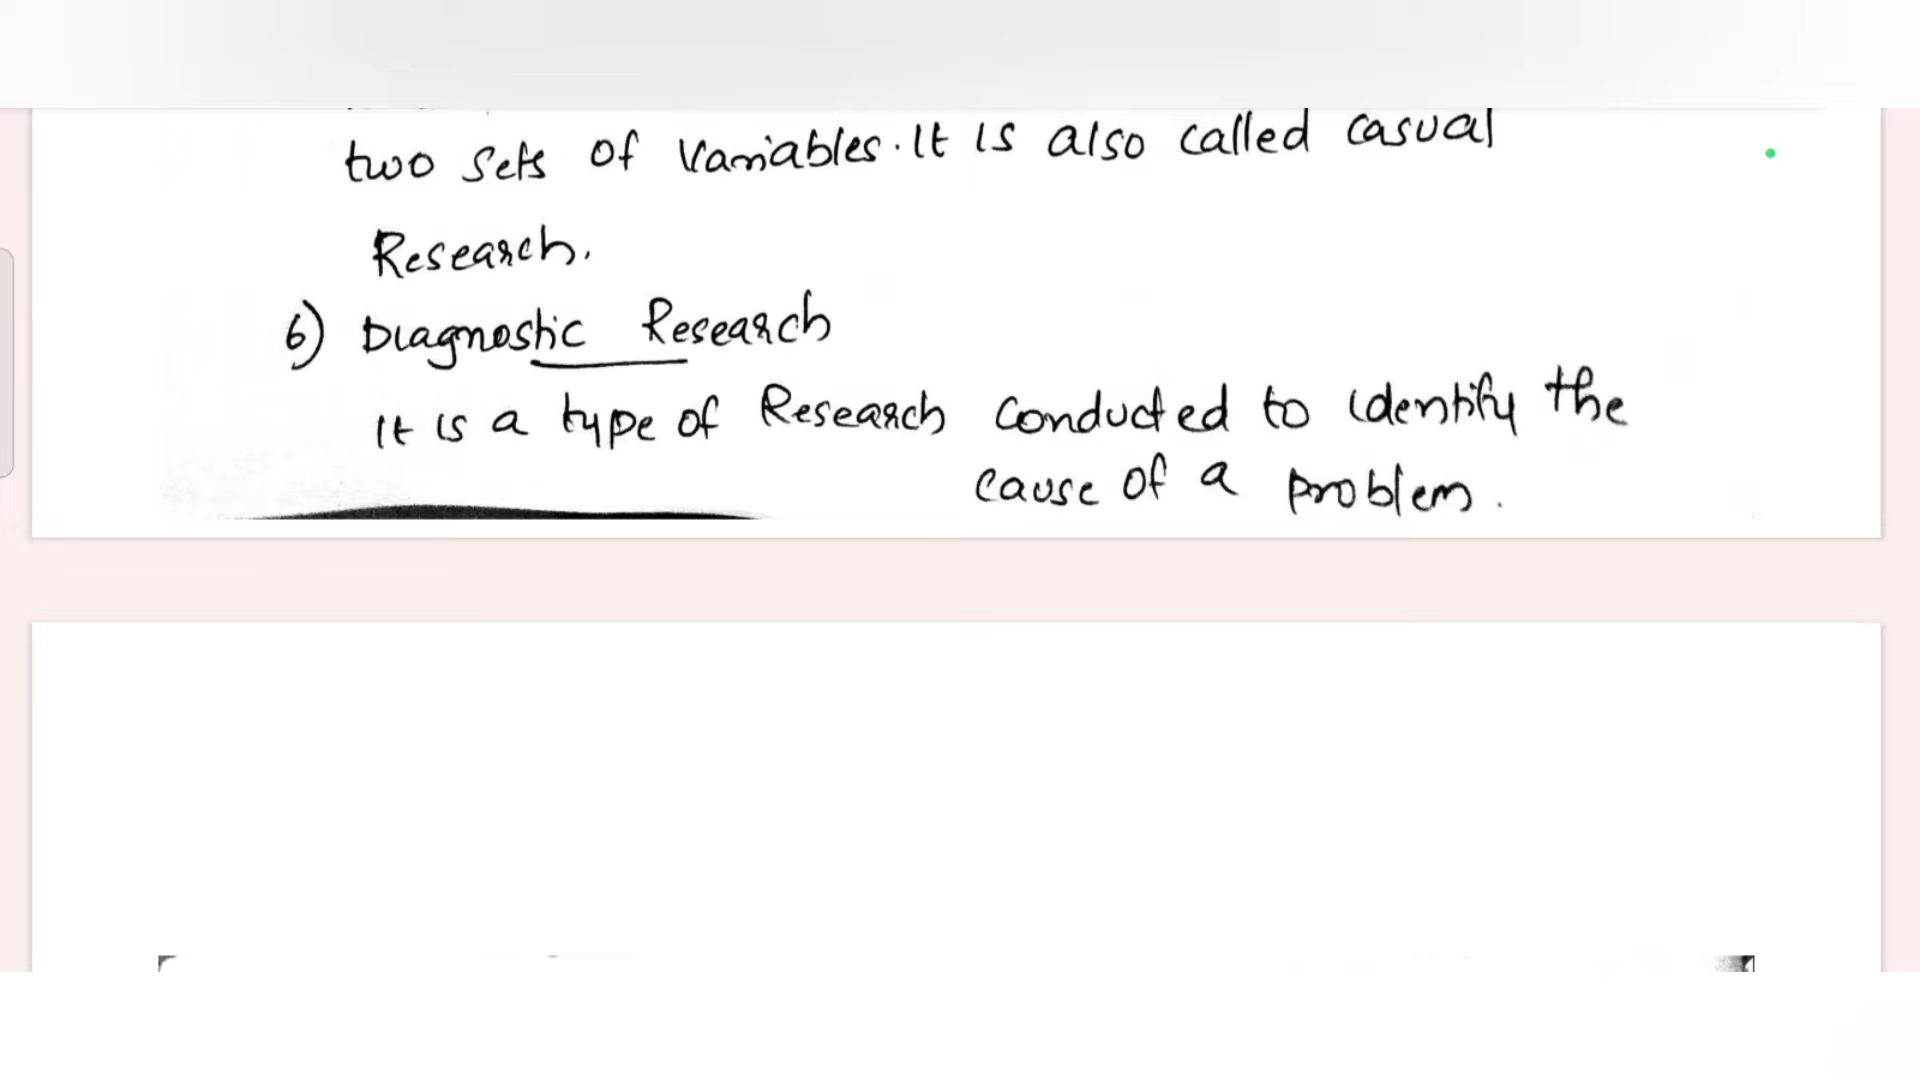 two sets of variables. It is also called casual
Research.
6) Diagnostic Research
It is a type of Research conducted to identify the
cause of a problem.